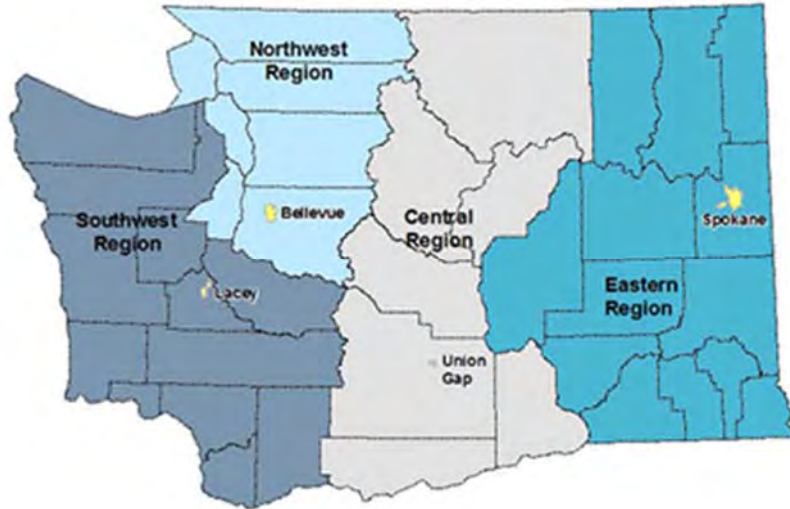 Northwest
Region
Bellevue
Southwest
Region
Central
Region
Spokane
Lacey
Eastern
Region
Union
Gap